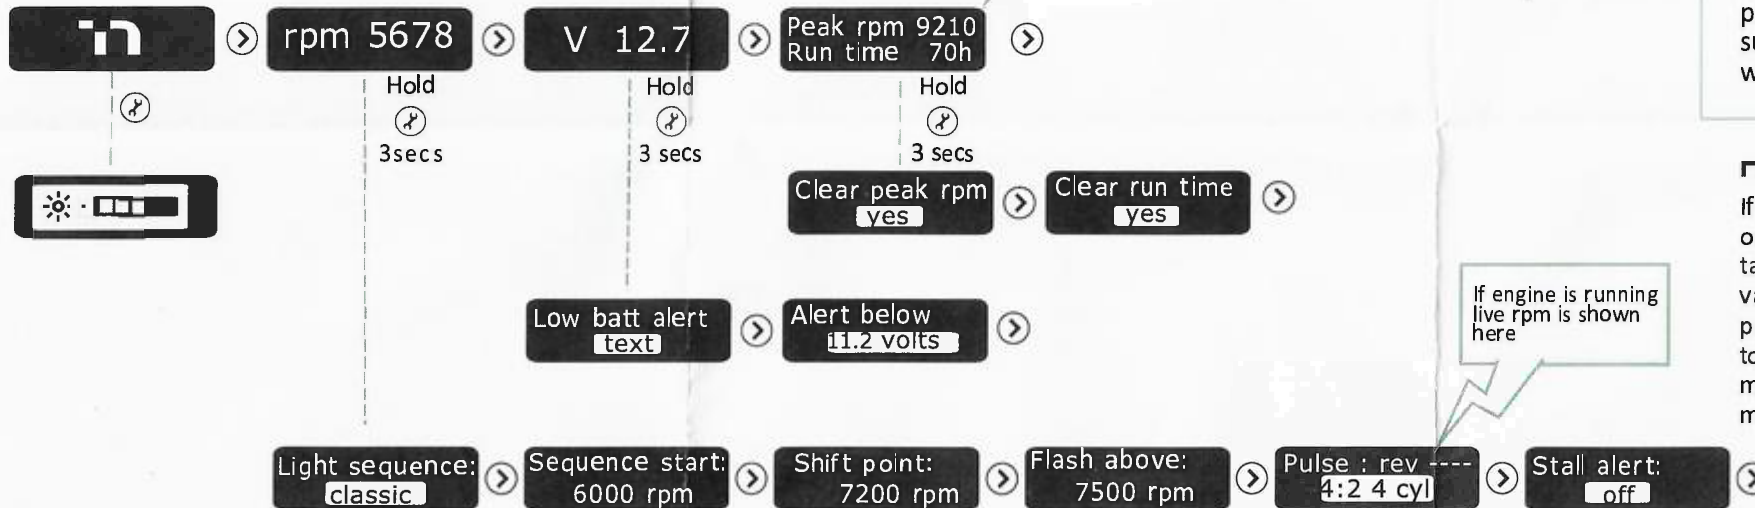 rpm 5678
V 12.7
Peak rpm 9210
Run time 70h
Hold
3secs
Hold
3 secs
Hold
3 secs
Clear peak rpm
yes
Clear run time
yes
Low batt alert
text
Alert below
11.2 volts
If engine is running
live rpm is shown
here
Light sequence:
classic
Sequence start:
6000 rpm
Shift point:
7200 rpm
Flash above:
7500 rpm
Pulse : rev ----
4:2 4 cyl
Stall alert:
off
If